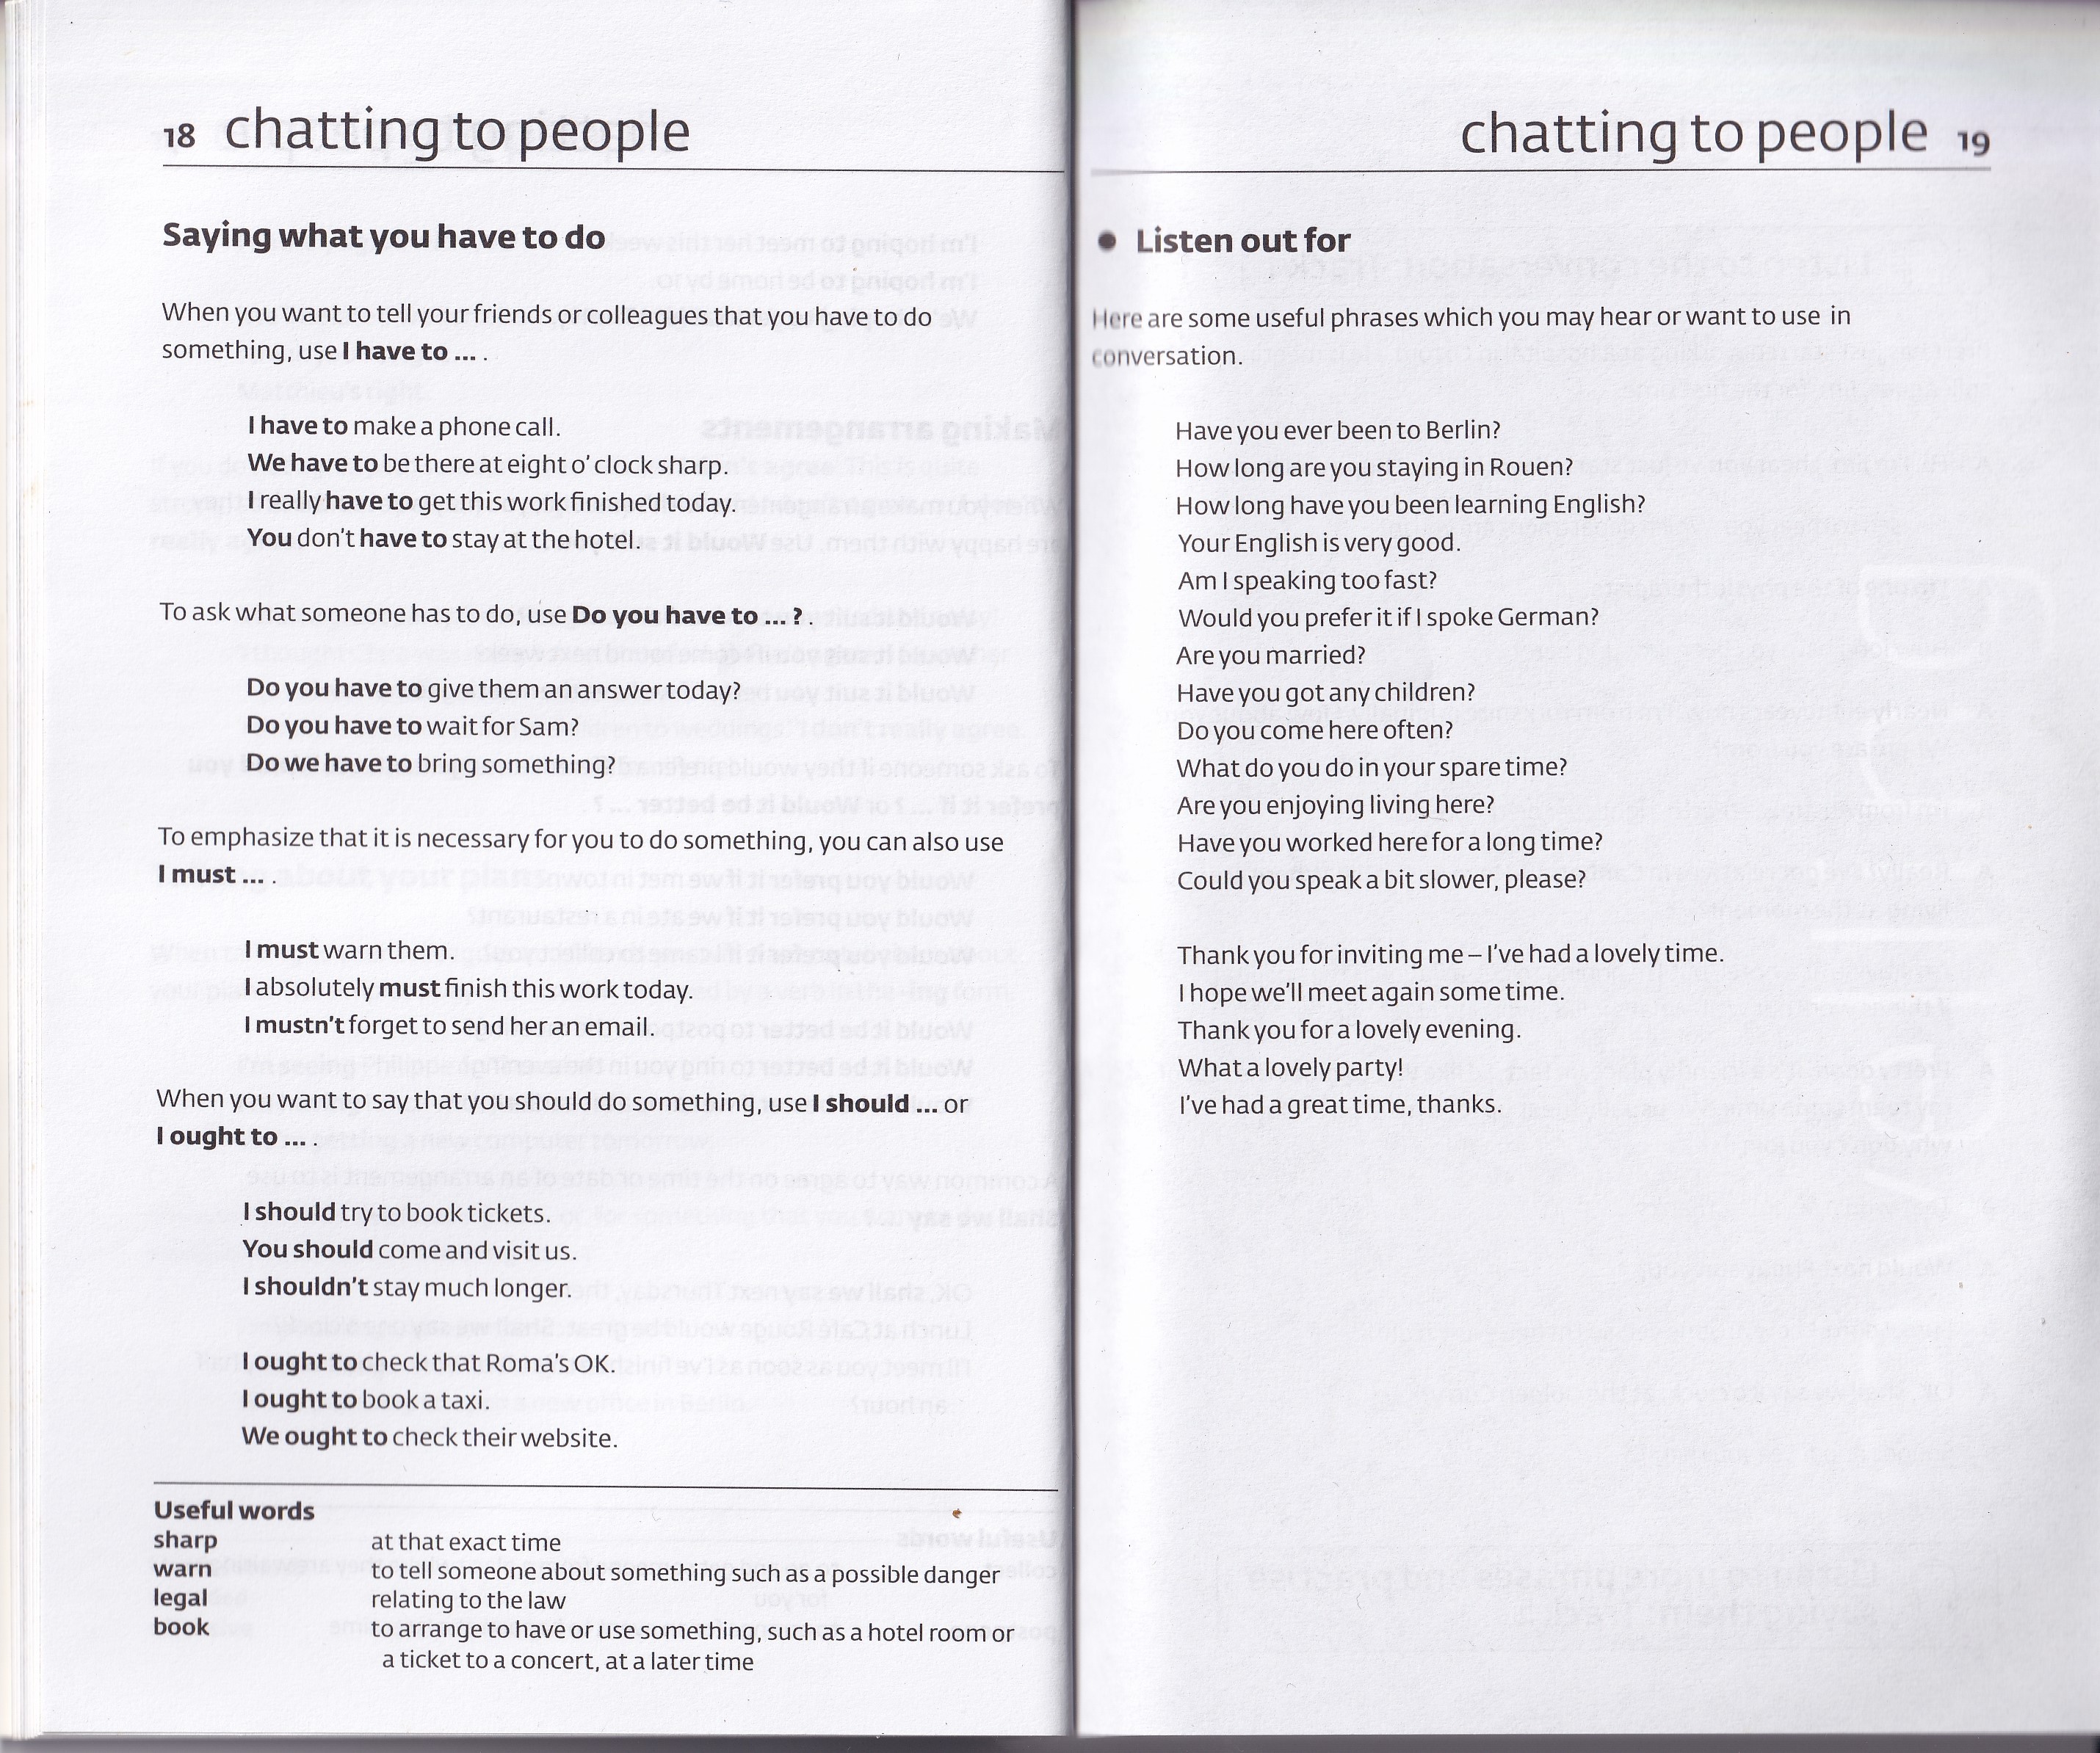 18 chatting to people
Saying what you have to do
When you want to tell your friends or colleagues that you have to do
something, use I have to ... .
I have to make a phone call.
We have to be there at eight o' clock sharp.
I really have to get this work finished today.
You don't have to stay at the hotel.
To ask what someone has to do, use Do you have to ... ? .
Do you have to give them an answer today?
Do you have to wait for Sam?
Do we have to bring something?
To emphasize that it is necessary for you to do something, you can also use
I must ... .
I must warn them.
I absolutely must finish this work today.
I mustn't forget to send her an email.
When you want to say that you should do something, use I should ... or
I ought to ... .
I should try to book tickets.
You should come and visit us.
I shouldn't stay much longer.
I ought to check that Roma's OK.
I ought to book a taxi.
We ought to check their website.
Useful words
sharp at that exact time
warn to tell someone about something such as a possible danger
legal relating to the law
book to arrange to have or use something, such as a hotel room or
a ticket to a concert, at a later time
chatting to people 19
• Listen out for
Here are some useful phrases which you may hear or want to use in
conversation.
Have you ever been to Berlin?
How long are you staying in Rouen?
How long have you been learning English?
Your English is very good.
Am I speaking too fast?
Would you prefer it if I spoke German?
Are you married?
Have you got any children?
Do you come here often?
What do you do in your spare time?
Are you enjoying living here?
Have you worked here for a long time?
Could you speak a bit slower, please?
Thank you for inviting me – I've had a lovely time.
I hope we'll meet again some time.
Thank you for a lovely evening.
What a lovely party!
I've had a great time, thanks.